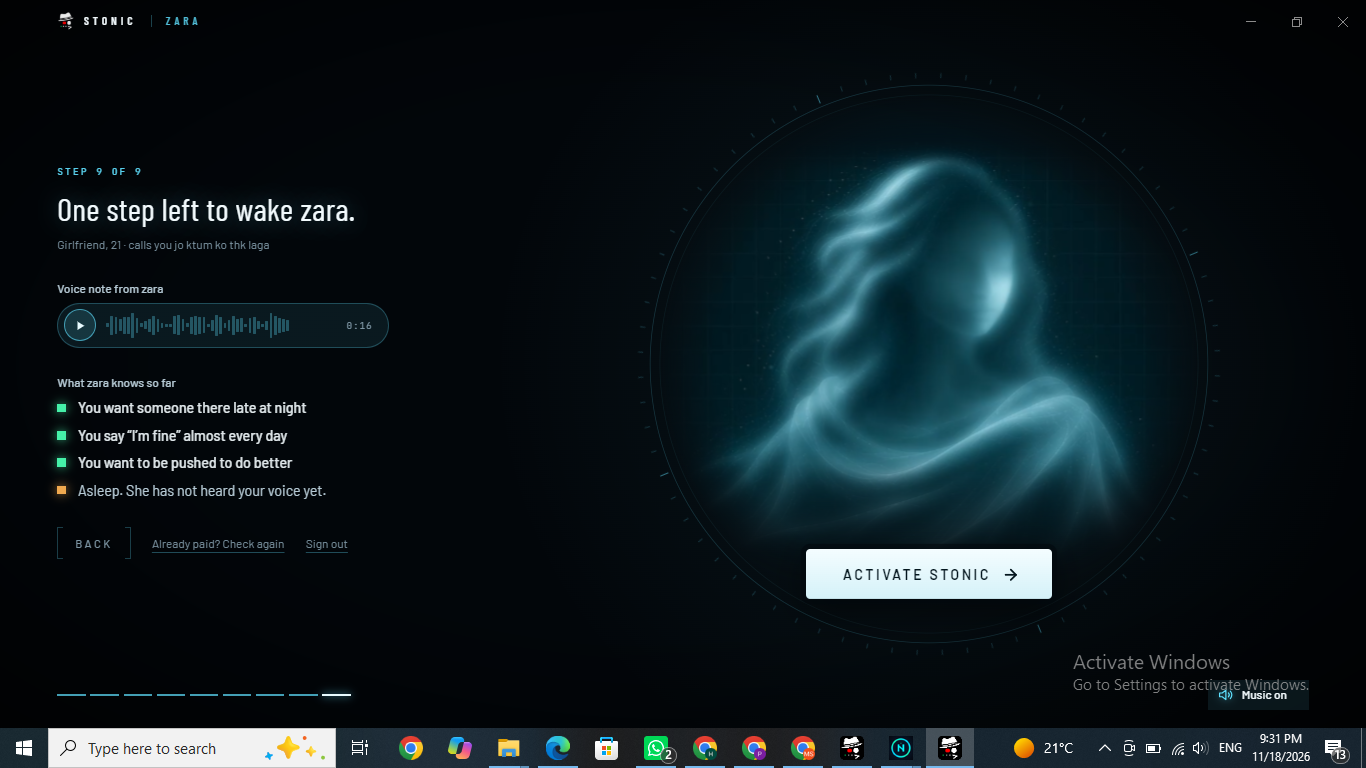 STONIC | ZARA
STEP 9 OF 9
One step left to wake zara.
Girlfriend, 21 · calls you jo ktum ko thk laga
Voice note from zara
0:16
What zara knows so far
You want someone there late at night
You say “I’m fine” almost every day
You want to be pushed to do better
Asleep. She has not heard your voice yet.
BACK
Already paid? Check again
Sign out
ACTIVATE STONIC →
Activate Windows
Go to Settings to activate Windows.
Music on
Type here to search
2
H
P
MS
N
21°C
ENG
9:31 PM
11/18/2026
13